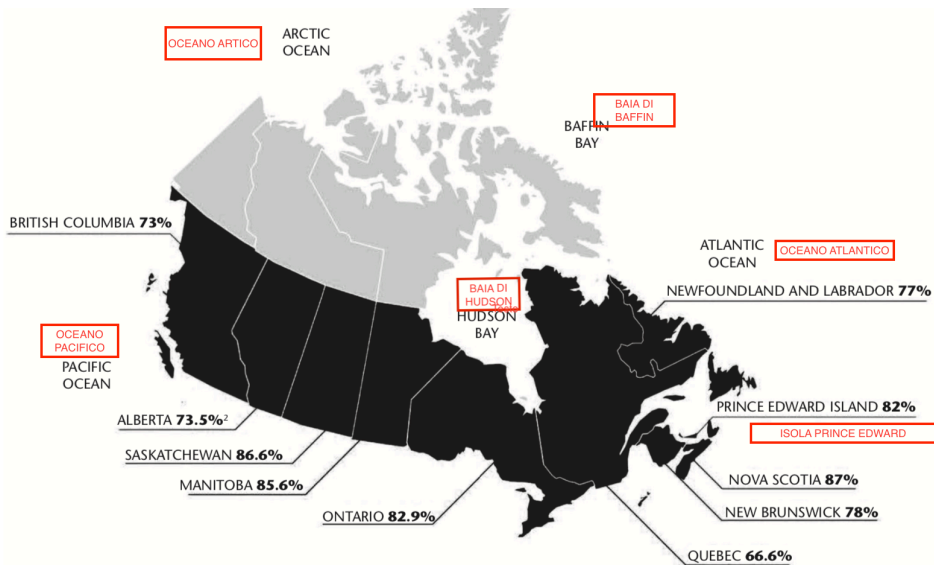 OCEANO ARTICO
ARCTIC
OCEAN
BAIA DI
BAFFIN
BAFFIN
BAY
BRITISH COLUMBIA 73%
ATLANTIC
OCEAN
OCEANO ATLANTICO
BAIA DI
HUDSON
HUDSON
BAY
NEWFOUNDLAND AND LABRADOR 77%
OCEANO
PACIFICO
PACIFIC
OCEAN
PRINCE EDWARD ISLAND 82%
ISOLA PRINCE EDWARD
ALBERTA 73.5%²
SASKATCHEWAN 86.6%
MANITOBA 85.6%
ONTARIO 82.9%
NOVA SCOTIA 87%
NEW BRUNSWICK 78%
QUEBEC 66.6%